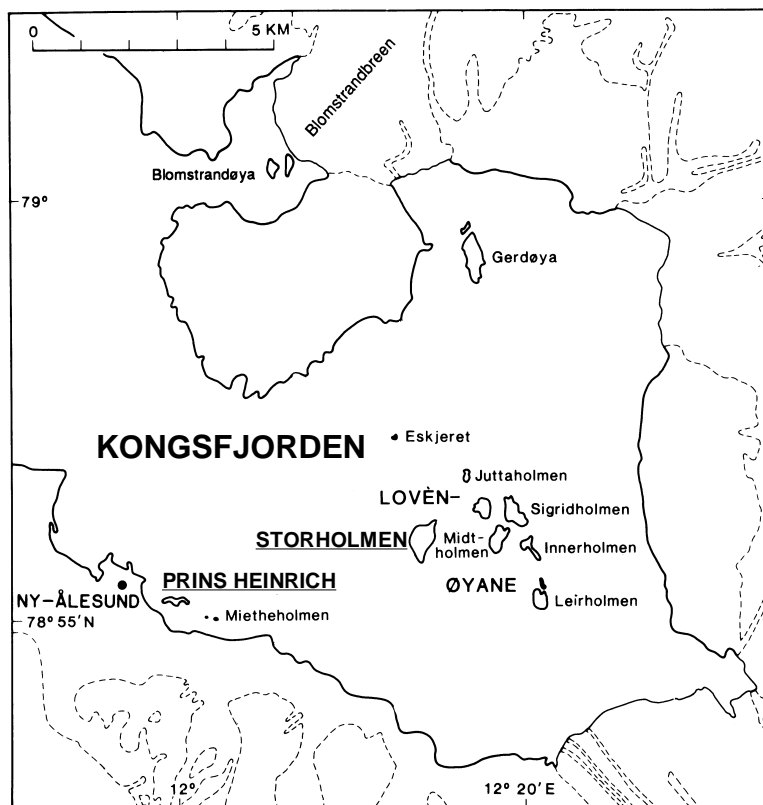 0 5 KM
Blomstrandbreen
Blomstrandøya
79°
Gerdøya
KONGSFJORDEN
Eskjeret
Juttaholmen
LOVÈN-
Sigridholmen
STORHOLMEN
Midt-
holmen
Innerholmen
PRINS HEINRICH
ØYANE
NY-ÅLESUND
Leirholmen
Mietheholmen
78° 55'N
12°
12° 20'E